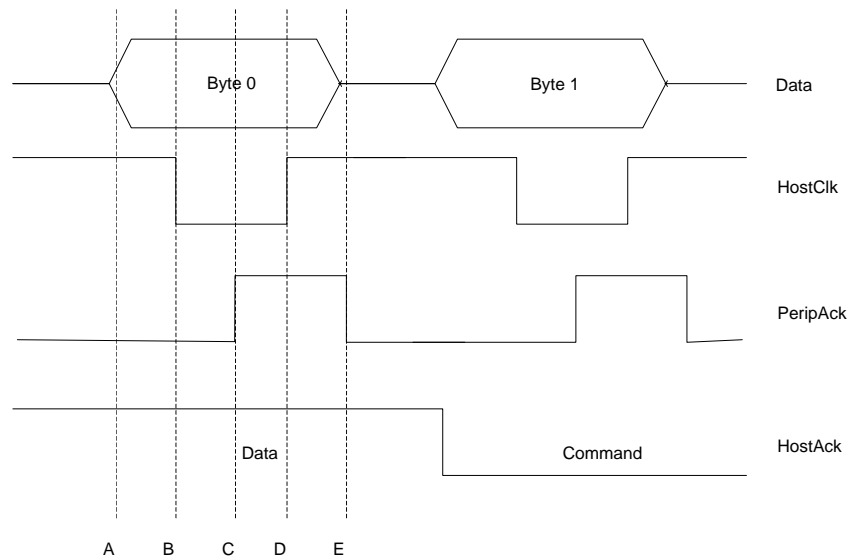 Byte 0
Byte 1
Data
HostClk
PeripAck
Data
Command
HostAck
A
B
C
D
E